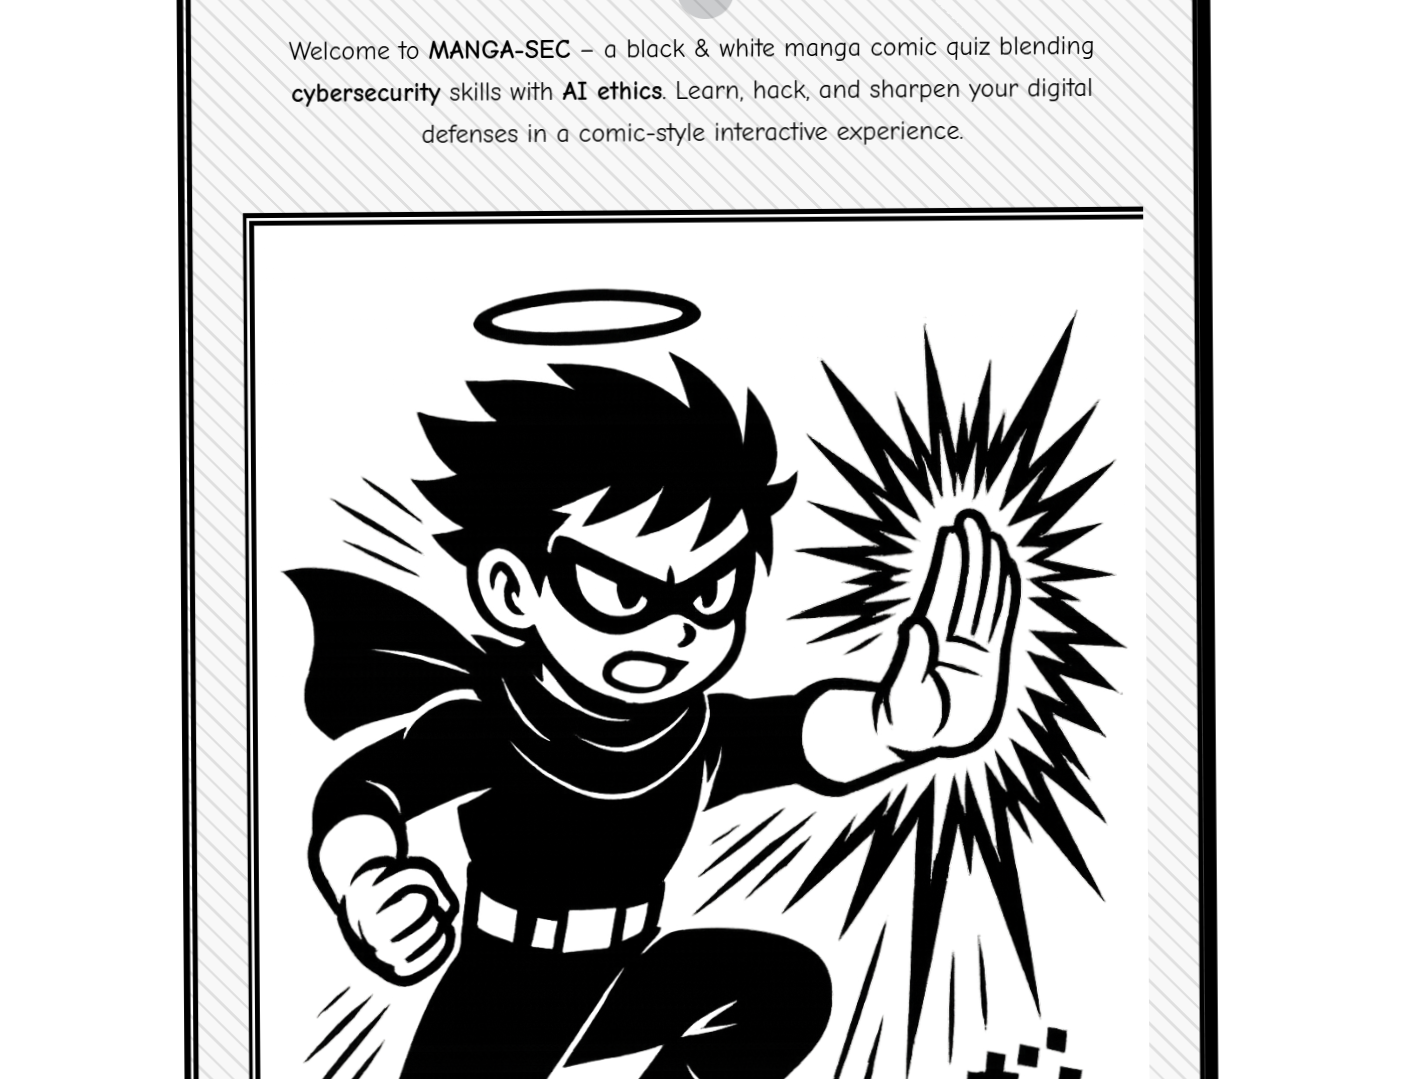 Welcome to MANGA-SEC – a black & white manga comic quiz blending
cybersecurity skills with AI ethics. Learn, hack, and sharpen your digital
defenses in a comic-style interactive experience.